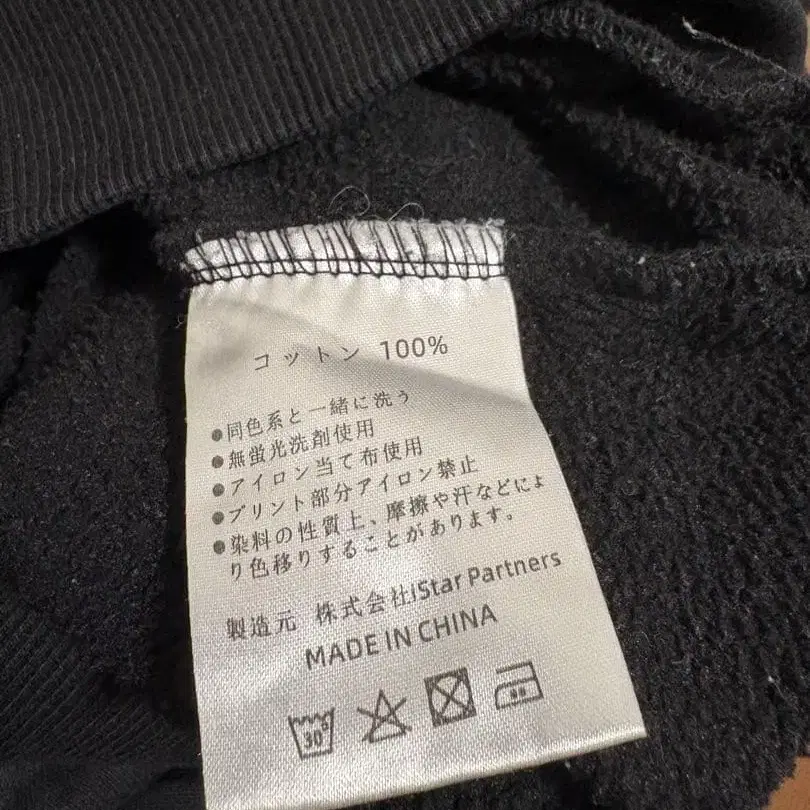 コットン 100%
●同色系と一緒に洗う
●無蛍光洗剤使用
●アイロン当て布使用
●プリント部分アイロン禁止
●染料の性質上、摩擦や汗などによ
り色移りすることがあります。
製造元 株式会社iStar Partners
MADE IN CHINA
30°